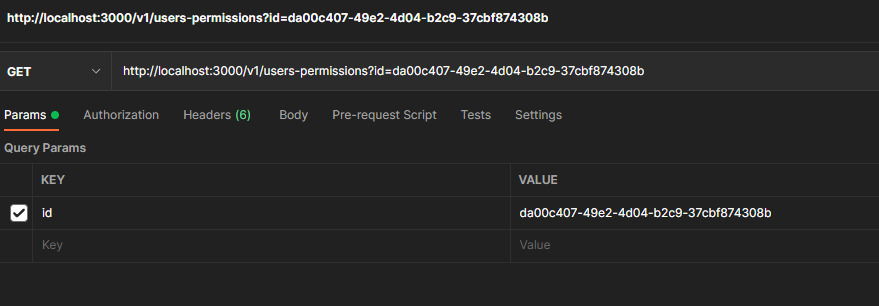 http://localhost:3000/v1/users-permissions?id=da00c407-49e2-4d04-b2c9-37cbf874308b
GET http://localhost:3000/v1/users-permissions?id=da00c407-49e2-4d04-b2c9-37cbf874308b
Params Authorization Headers (6) Body Pre-request Script Tests Settings
Query Params
KEY VALUE
id da00c407-49e2-4d04-b2c9-37cbf874308b
Key Value